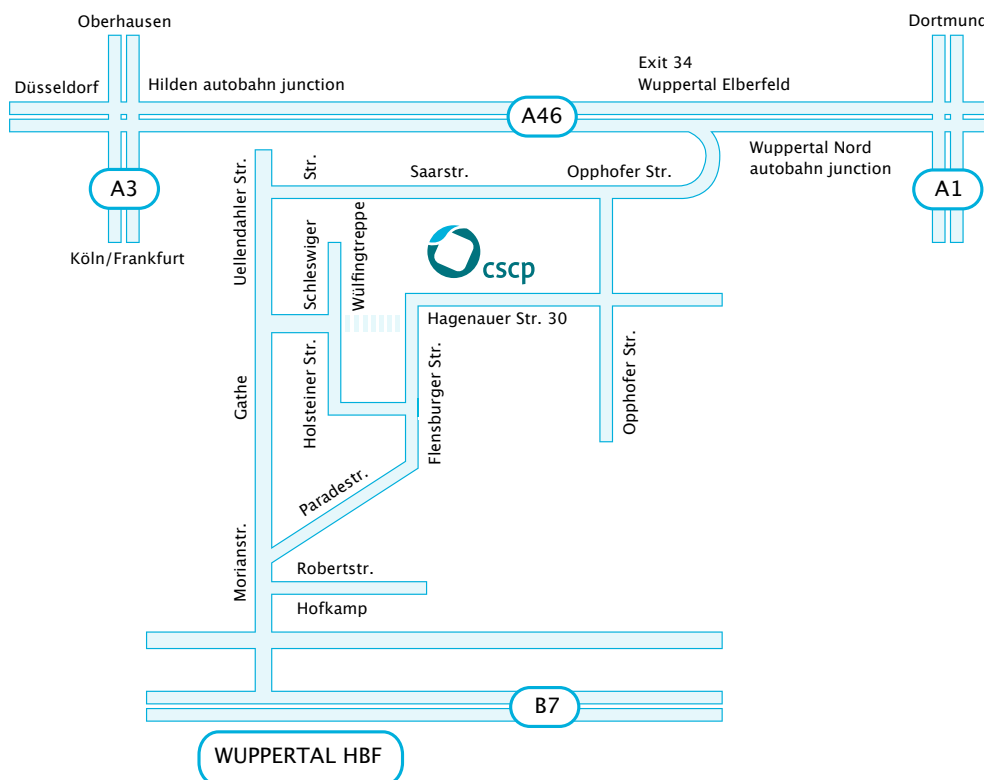 Oberhausen
Dortmund
Exit 34
Düsseldorf
Hilden autobahn junction
Wuppertal Elberfeld
A46
Wuppertal Nord
autobahn junction
A3
A1
Köln/Frankfurt
Uellendahler Str.
Str.
Saarstr.
Opphofer Str.
Schleswiger
Wülfingtreppe
cscp
Hagenauer Str. 30
Gathe
Holsteiner Str.
Flensburger Str.
Opphofer Str.
Paradestr.
Morianstr.
Robertstr.
Hofkamp
B7
WUPPERTAL HBF